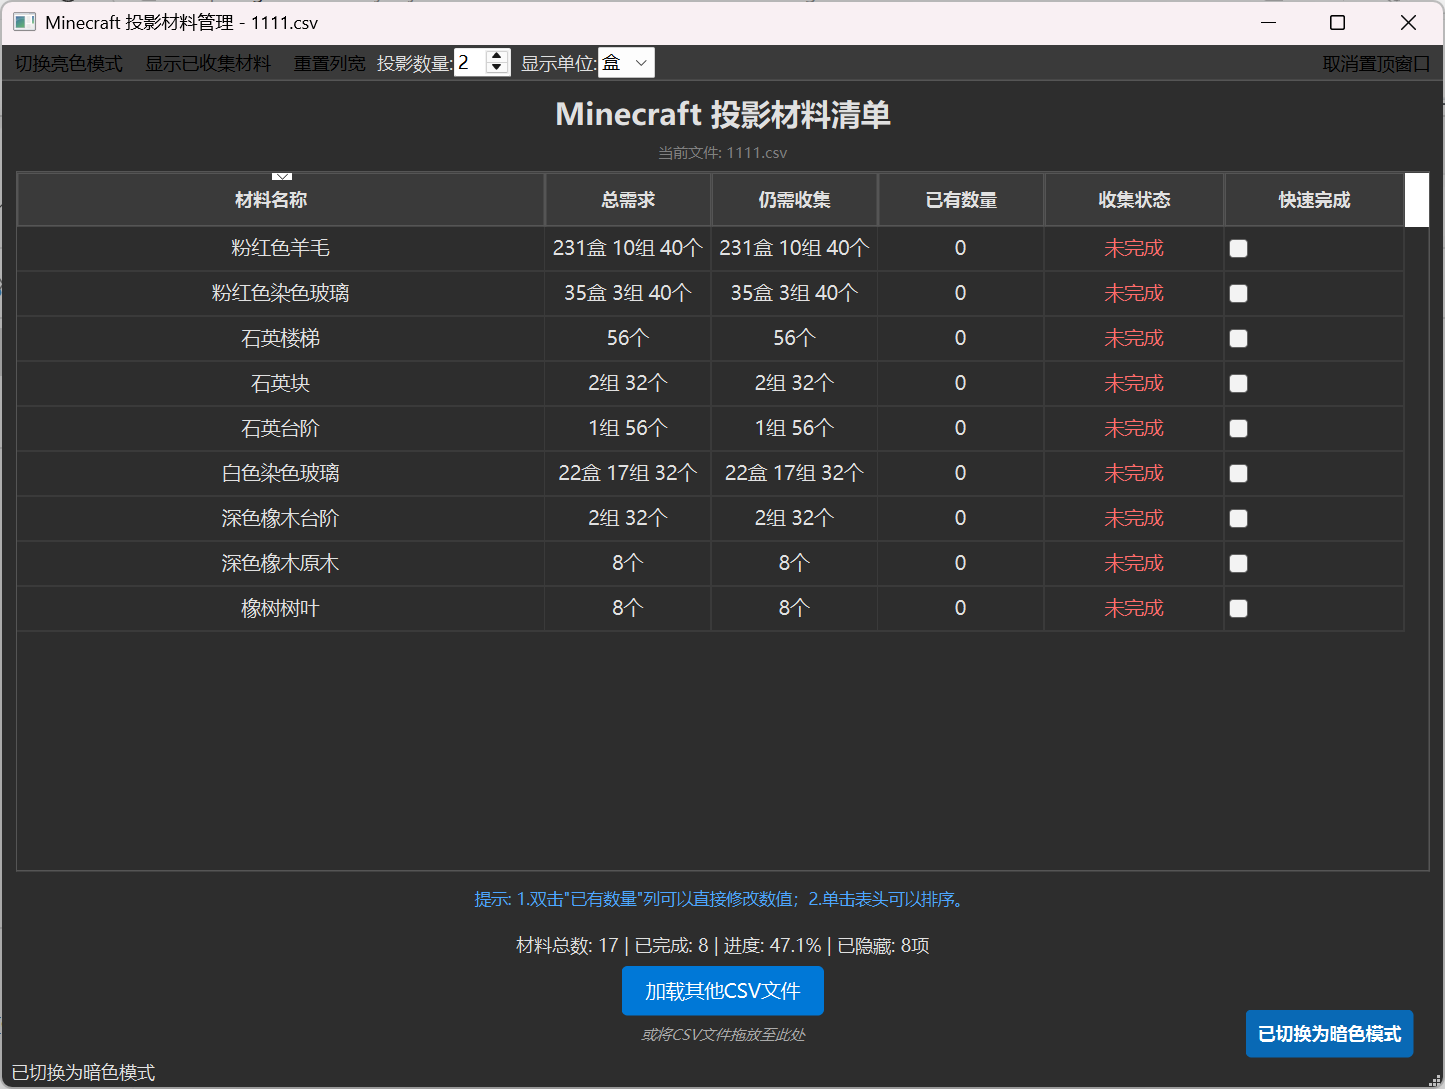 Minecraft 投影材料管理 - 1111.csv
切换亮色模式 显示已收集材料 重置列宽 投影数量: 2 显示单位: 盒 取消置顶窗口
Minecraft 投影材料清单
当前文件: 1111.csv
材料名称 总需求 仍需收集 已有数量 收集状态 快速完成
粉红色羊毛 231盒 10组 40个 231盒 10组 40个 0 未完成
粉红色染色玻璃 35盒 3组 40个 35盒 3组 40个 0 未完成
石英楼梯 56个 56个 0 未完成
石英块 2组 32个 2组 32个 0 未完成
石英台阶 1组 56个 1组 56个 0 未完成
白色染色玻璃 22盒 17组 32个 22盒 17组 32个 0 未完成
深色橡木台阶 2组 32个 2组 32个 0 未完成
深色橡木原木 8个 8个 0 未完成
橡树树叶 8个 8个 0 未完成
提示: 1.双击"已有数量"列可以直接修改数值；2.单击表头可以排序。
材料总数: 17 | 已完成: 8 | 进度: 47.1% | 已隐藏: 8项
加载其他CSV文件
或将CSV文件拖放至此处
已切换为暗色模式
已切换为暗色模式